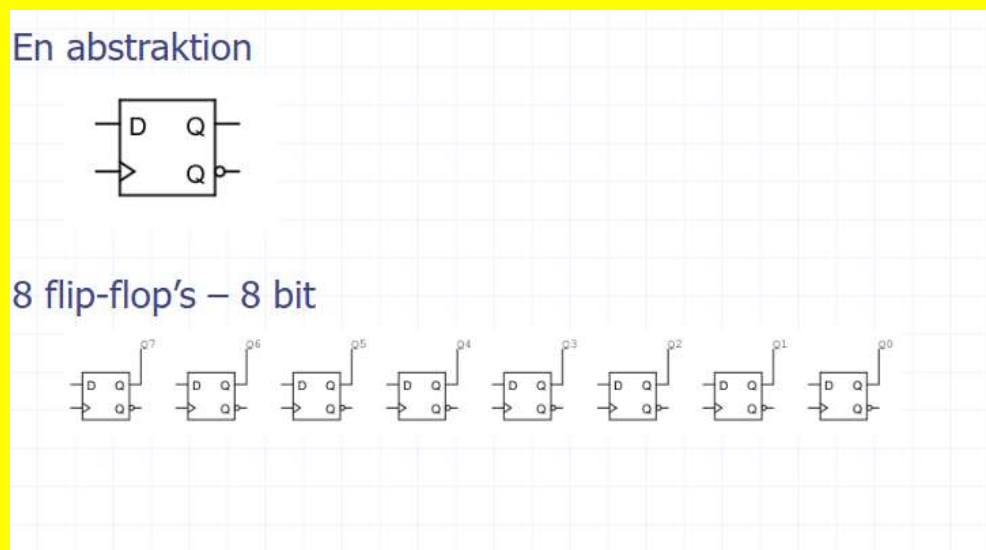 En abstraktion
D Q
Q
8 flip-flop's – 8 bit
Q7 Q6 Q5 Q4 Q3 Q2 Q1 Q0
D Q D Q D Q D Q D Q D Q D Q D Q
Q Q Q Q Q Q Q Q